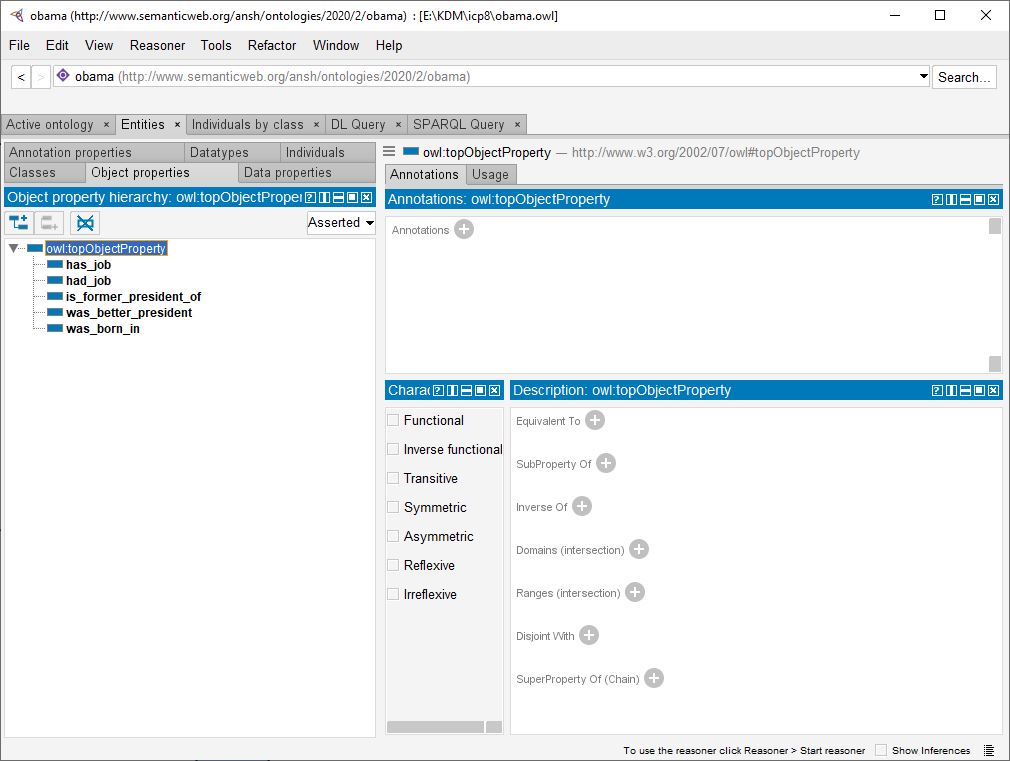 obama (http://www.semanticweb.org/ansh/ontologies/2020/2/obama) : [E:\KDM\icp8\obama.owl]
File Edit View Reasoner Tools Refactor Window Help
< > obama (http://www.semanticweb.org/ansh/ontologies/2020/2/obama) Search...
Active ontology × Entities × Individuals by class × DL Query × SPARQL Query ×
Annotation properties Datatypes Individuals
Classes Object properties Data properties
Object property hierarchy: owl:topObjectProper
Asserted
owl:topObjectProperty
has_job
had_job
is_former_president_of
was_better_president
was_born_in
owl:topObjectProperty — http://www.w3.org/2002/07/owl#topObjectProperty
Annotations Usage
Annotations: owl:topObjectProperty
Annotations
Charac
Functional
Inverse functional
Transitive
Symmetric
Asymmetric
Reflexive
Irreflexive
Description: owl:topObjectProperty
Equivalent To
SubProperty Of
Inverse Of
Domains (intersection)
Ranges (intersection)
Disjoint With
SuperProperty Of (Chain)
To use the reasoner click Reasoner > Start reasoner Show Inferences